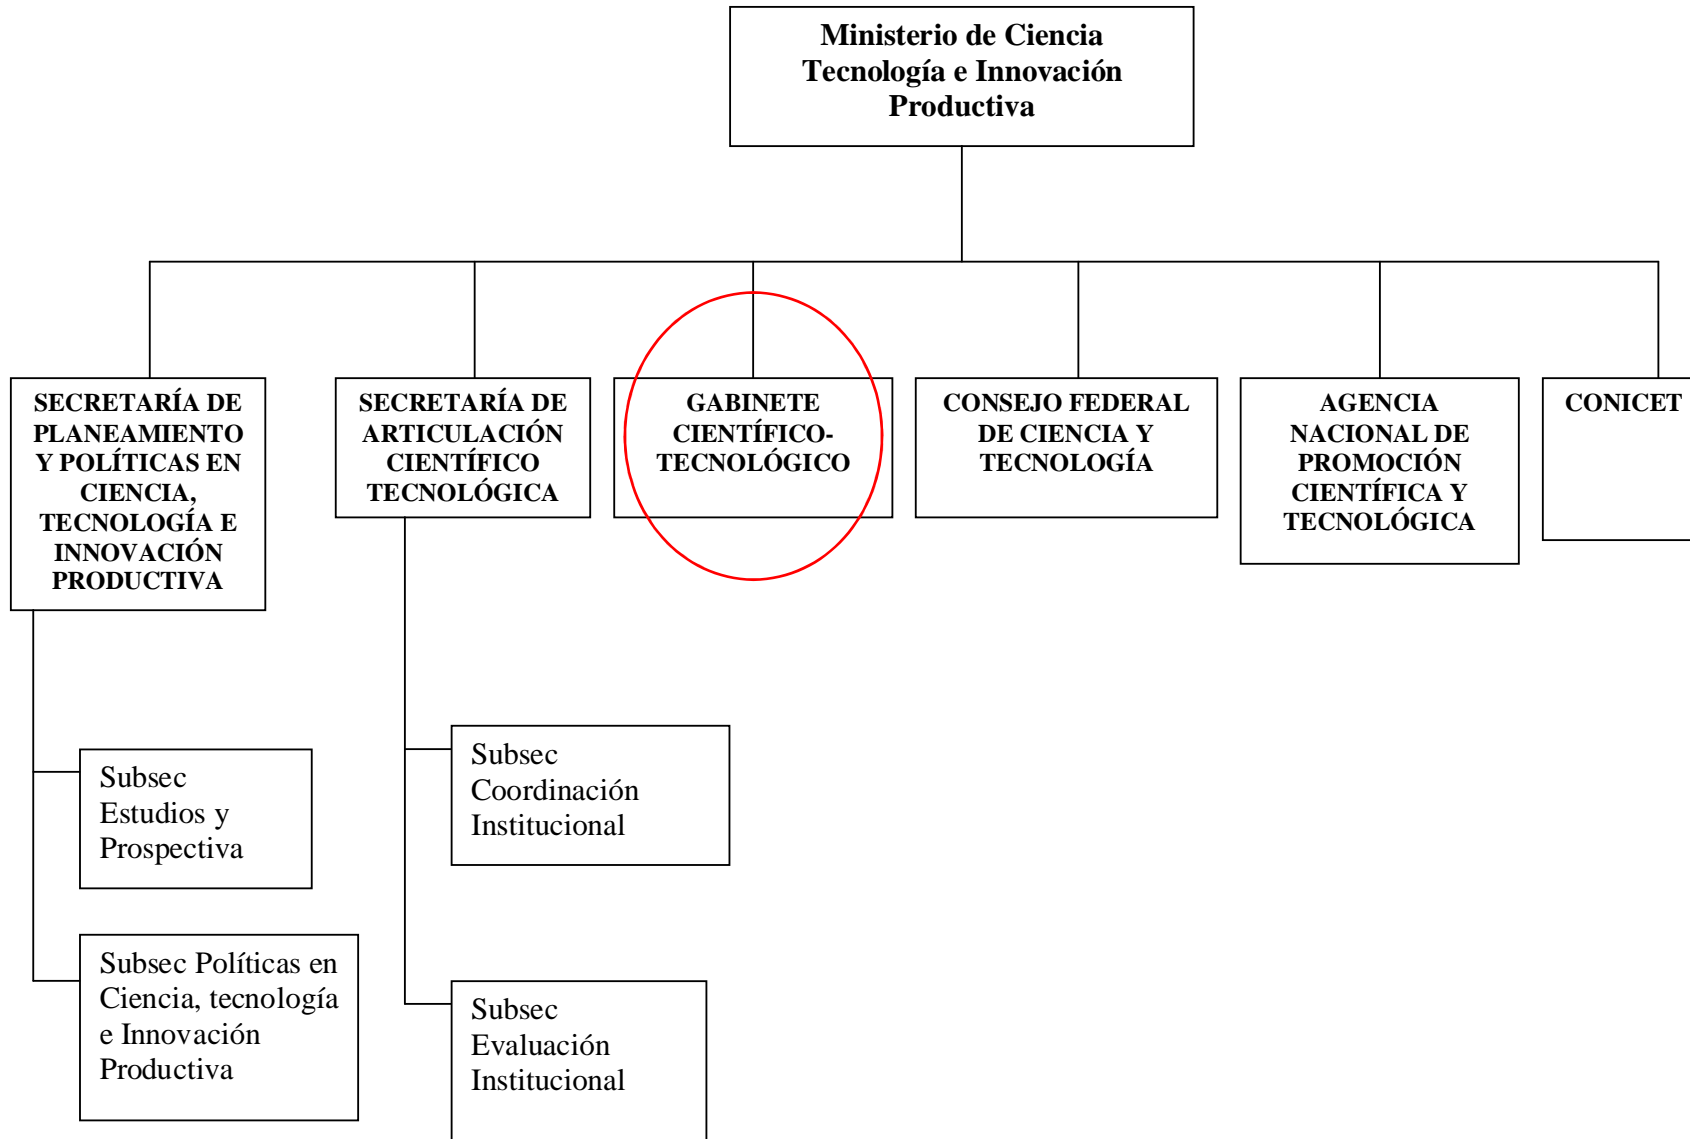 Ministerio de Ciencia
Tecnología e Innovación
Productiva
SECRETARÍA DE
PLANEAMIENTO
Y POLÍTICAS EN
CIENCIA,
TECNOLOGÍA E
INNOVACIÓN
PRODUCTIVA
SECRETARÍA DE
ARTICULACIÓN
CIENTÍFICO
TECNOLÓGICA
GABINETE
CIENTÍFICO-
TECNOLÓGICO
CONSEJO FEDERAL
DE CIENCIA Y
TECNOLOGÍA
AGENCIA
NACIONAL DE
PROMOCIÓN
CIENTÍFICA Y
TECNOLÓGICA
CONICET
Subsec
Estudios y
Prospectiva
Subsec Políticas en
Ciencia, tecnología
e Innovación
Productiva
Subsec
Coordinación
Institucional
Subsec
Evaluación
Institucional